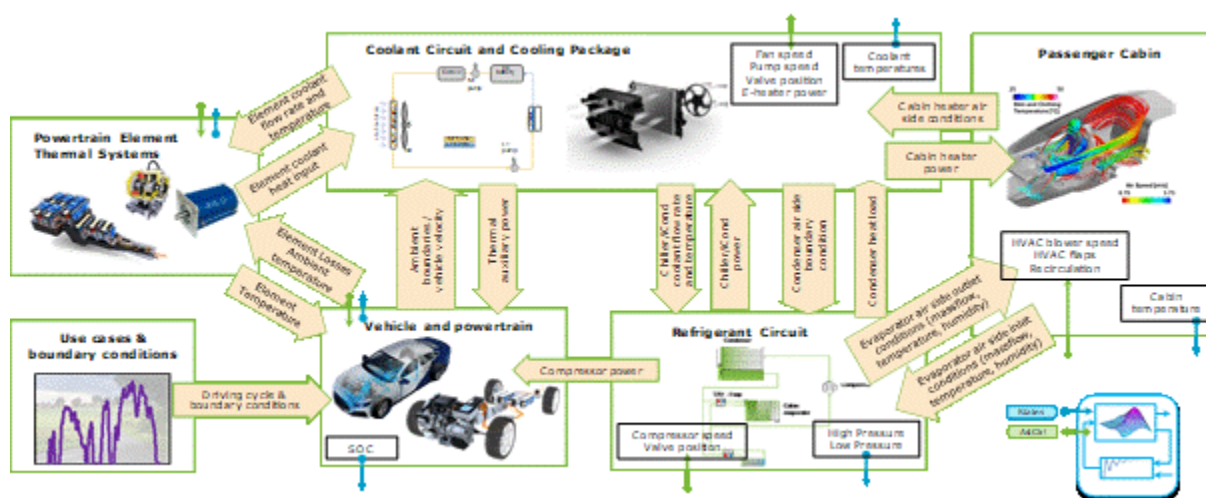 Coolant Circuit and Cooling Package
Fan speed
Pump speed
Valve position
E-heater power
Coolant
temperatures
Passenger Cabin
Powertrain Element
Thermal Systems
Element coolant
flow rate and
temperature
Element coolant
heat input
Cabin heater air
side conditions
Cabin heater
power
Element Losses
Ambient
temperature
Element
Temperature
Ambient
boundaries/
vehicle velocity
Thermal
auxiliary power
Chiller/iCond
coolant flow rate
and temperature
Chiller/iCond
power
Condenser air side
boundary
condition
Condenser heat load
HVAC blower speed
HVAC flaps
Recirculation
Cabin
temperature
Evaporator air side outlet
conditions (massflow,
temperature, humidity)
Evaporator air side inlet
conditions (massflow,
temperature, humidity)
Use cases &
boundary conditions
Driving cycle &
boundary conditions
Vehicle and powertrain
SOC
Compressor power
Refrigerant Circuit
Condenser
Compressor speed
Valve position
High Pressure
Low Pressure